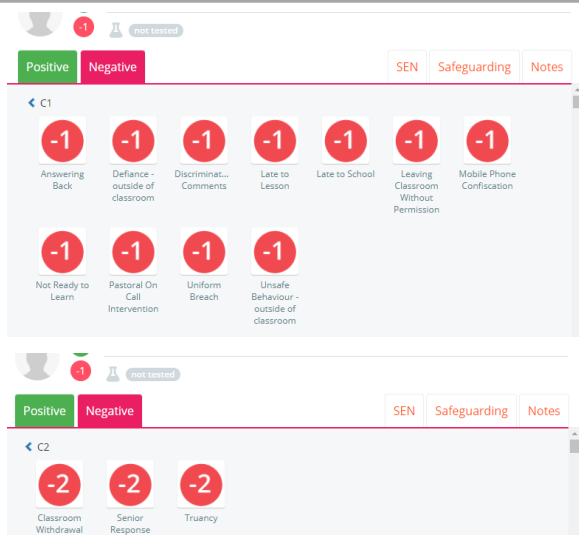 -1 not tested
Positive Negative SEN Safeguarding Notes
C1
-1 -1 -1 -1 -1 -1 -1
Answering Back
Defiance - outside of classroom
Discriminat... Comments
Late to Lesson
Late to School
Leaving Classroom Without Permission
Mobile Phone Confiscation
-1 -1 -1 -1
Not Ready to Learn
Pastoral On Call Intervention
Uniform Breach
Unsafe Behaviour - outside of classroom
-1 not tested
Positive Negative SEN Safeguarding Notes
C2
-2 -2 -2
Classroom Withdrawal
Senior Response
Truancy